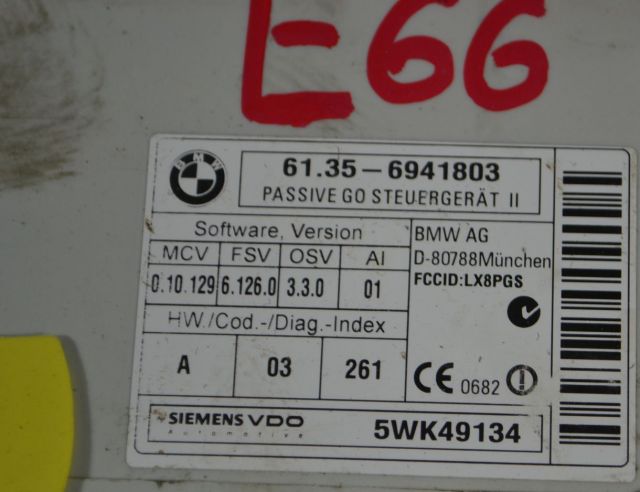 E66
BMW
61.35-6941803
PASSIVE GO STEUERGERÄT II
Software, Version
MCV FSV OSV AI
0.10.129 6.126.0 3.3.0 01
HW./Cod.-/Diag.-Index
A 03 261
BMW AG
D-80788München
FCCID:LX8PGS
CE 0682
SIEMENS VDO
Automotive
5WK49134